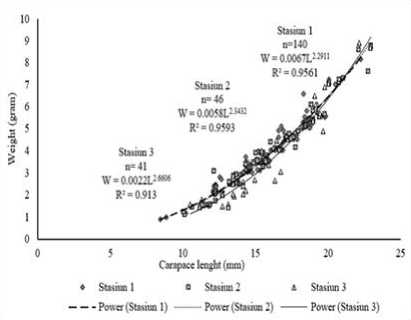 10
9
8
7
6
5
4
3
2
1
0
Weight (gram)
Stasiun 1
n=140
W = 0.0067L^2.2911
R² = 0.9561
Stasiun 2
n= 46
W = 0.0058L^2.3432
R² = 0.9593
Stasiun 3
n= 41
W = 0.0022L^2.6606
R² = 0.913
0 5 10 15 20 25
Carapace lenght (mm)
Stasiun 1 Stasiun 2 Stasiun 3
Power (Stasiun 1) Power (Stasiun 2) Power (Stasiun 3)